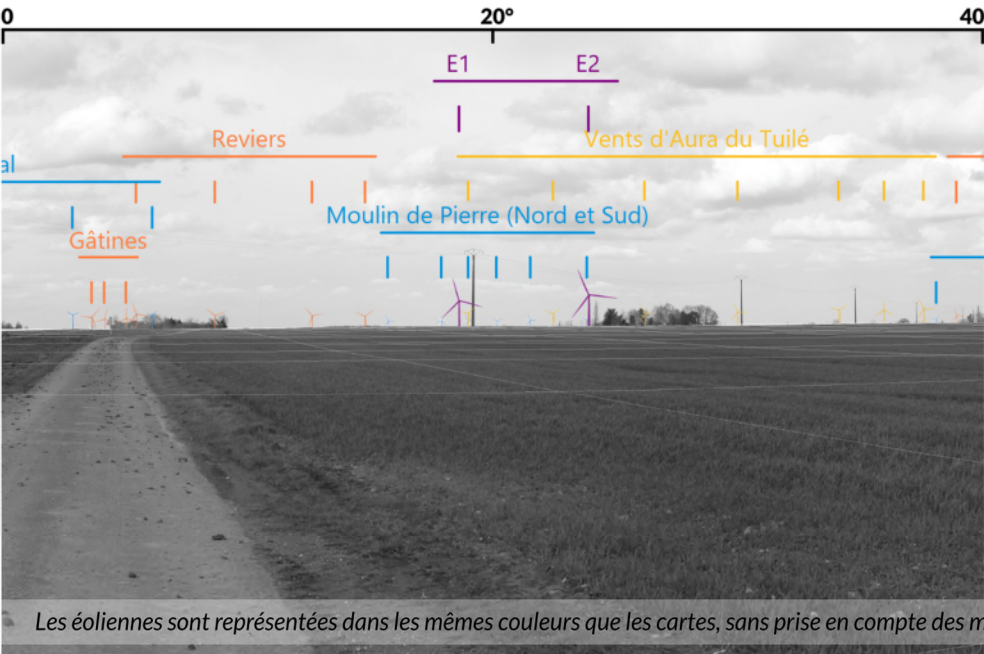 0 20° 40
E1 E2
Reviers Vents d'Aura du Tuilé
al
Moulin de Pierre (Nord et Sud)
Gâtines
Les éoliennes sont représentées dans les mêmes couleurs que les cartes, sans prise en compte des m